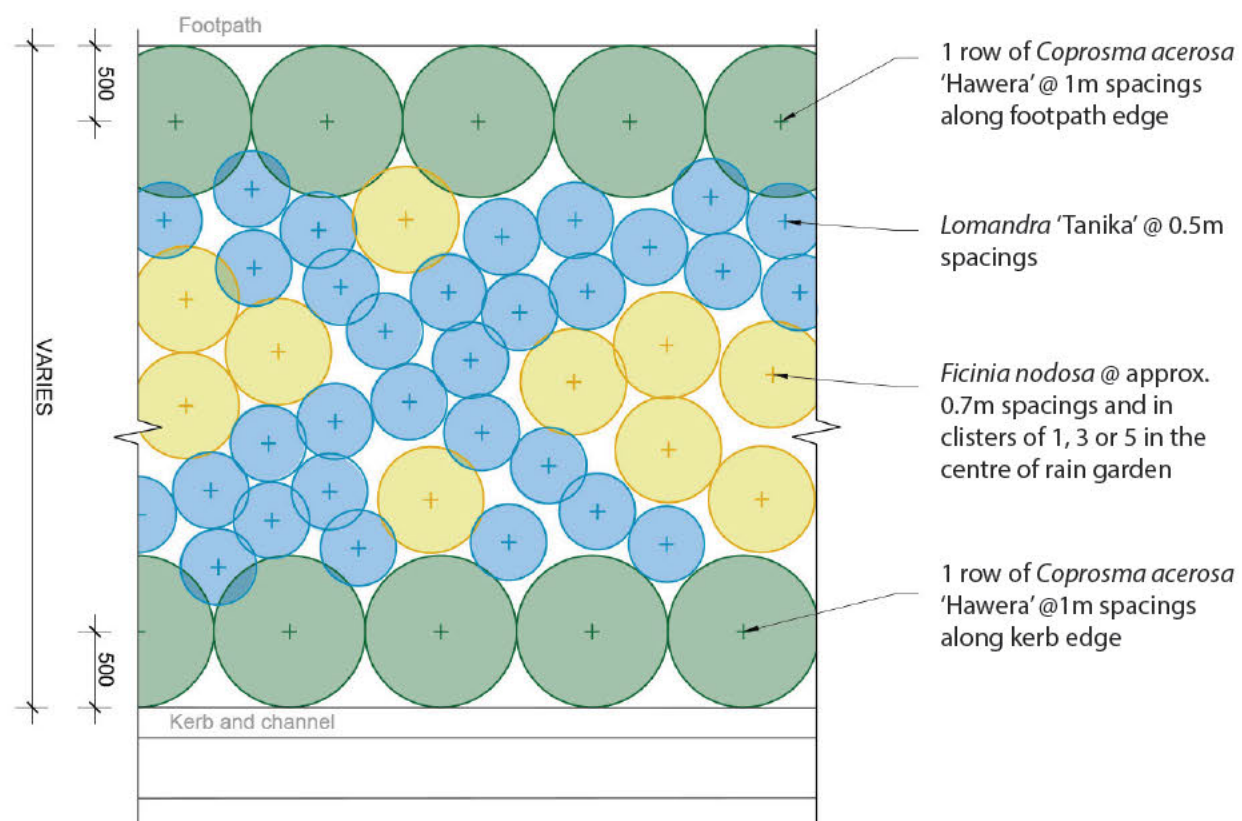 Footpath
500
VARIES
500
Kerb and channel
1 row of Coprosma acerosa
‘Hawera’ @ 1m spacings
along footpath edge
Lomandra ‘Tanika’ @ 0.5m
spacings
Ficinia nodosa @ approx.
0.7m spacings and in
clisters of 1, 3 or 5 in the
centre of rain garden
1 row of Coprosma acerosa
‘Hawera’ @1m spacings
along kerb edge